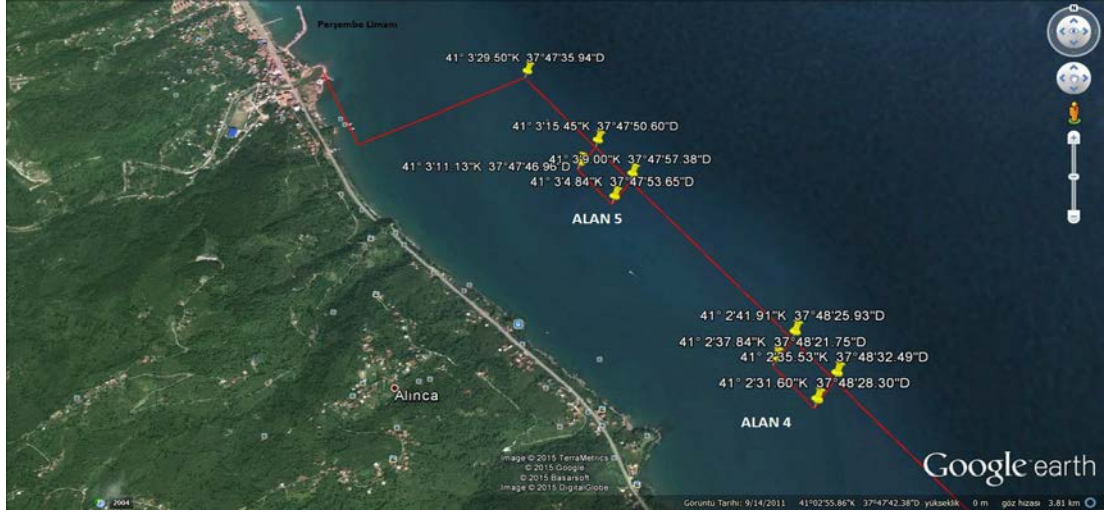 N
Perşembe Limanı
41° 3'29.50"K 37°47'35.94"D
41° 3'15.45"K 37°47'50.60"D
41° 3'9.00"K 37°47'57.38"D
41° 3'11.13"K 37°47'46.96"D
41° 3'4.84"K 37°47'53.65"D
ALAN 5
41° 2'41.91"K 37°48'25.93"D
41° 2'37.84"K 37°48'21.75"D
41° 2'35.53"K 37°48'32.49"D
41° 2'31.60"K 37°48'28.30"D
ALAN 4
Alınca
Image © 2015 TerraMetrics
© 2015 Google
© 2015 Basarsoft
Image © 2015 DigitalGlobe
Google earth
2004
Görüntü Tarihi: 9/14/2011 41°02'55.86"K 37°47'42.38"D yükseklik 0 m göz hizası 3.81 km